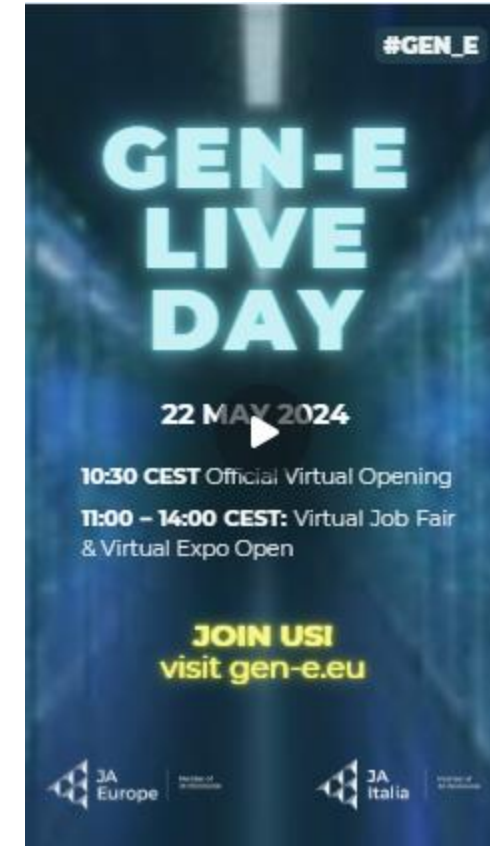 #GEN_E
GEN-E
LIVE
DAY
22 MAY 2024
10:30 CEST Official Virtual Opening
11:00 – 14:00 CEST: Virtual Job Fair
& Virtual Expo Open
JOIN US!
visit gen-e.eu
JA
Europe
JA
Italia